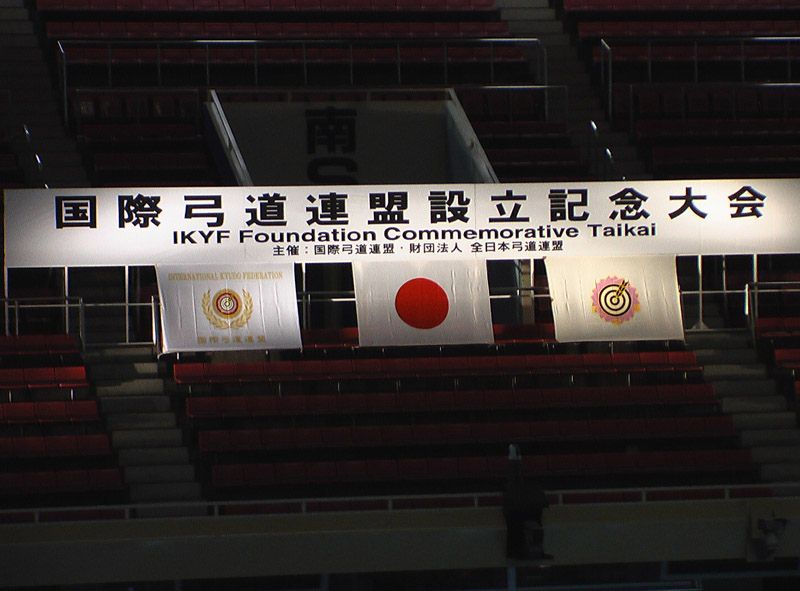 南
S
国際弓道連盟設立記念大会
IKYF Foundation Commemorative Taikai
主催：国際弓道連盟・財団法人 全日本弓道連盟
INTERNATIONAL KYUDO FEDERATION
国際弓道連盟